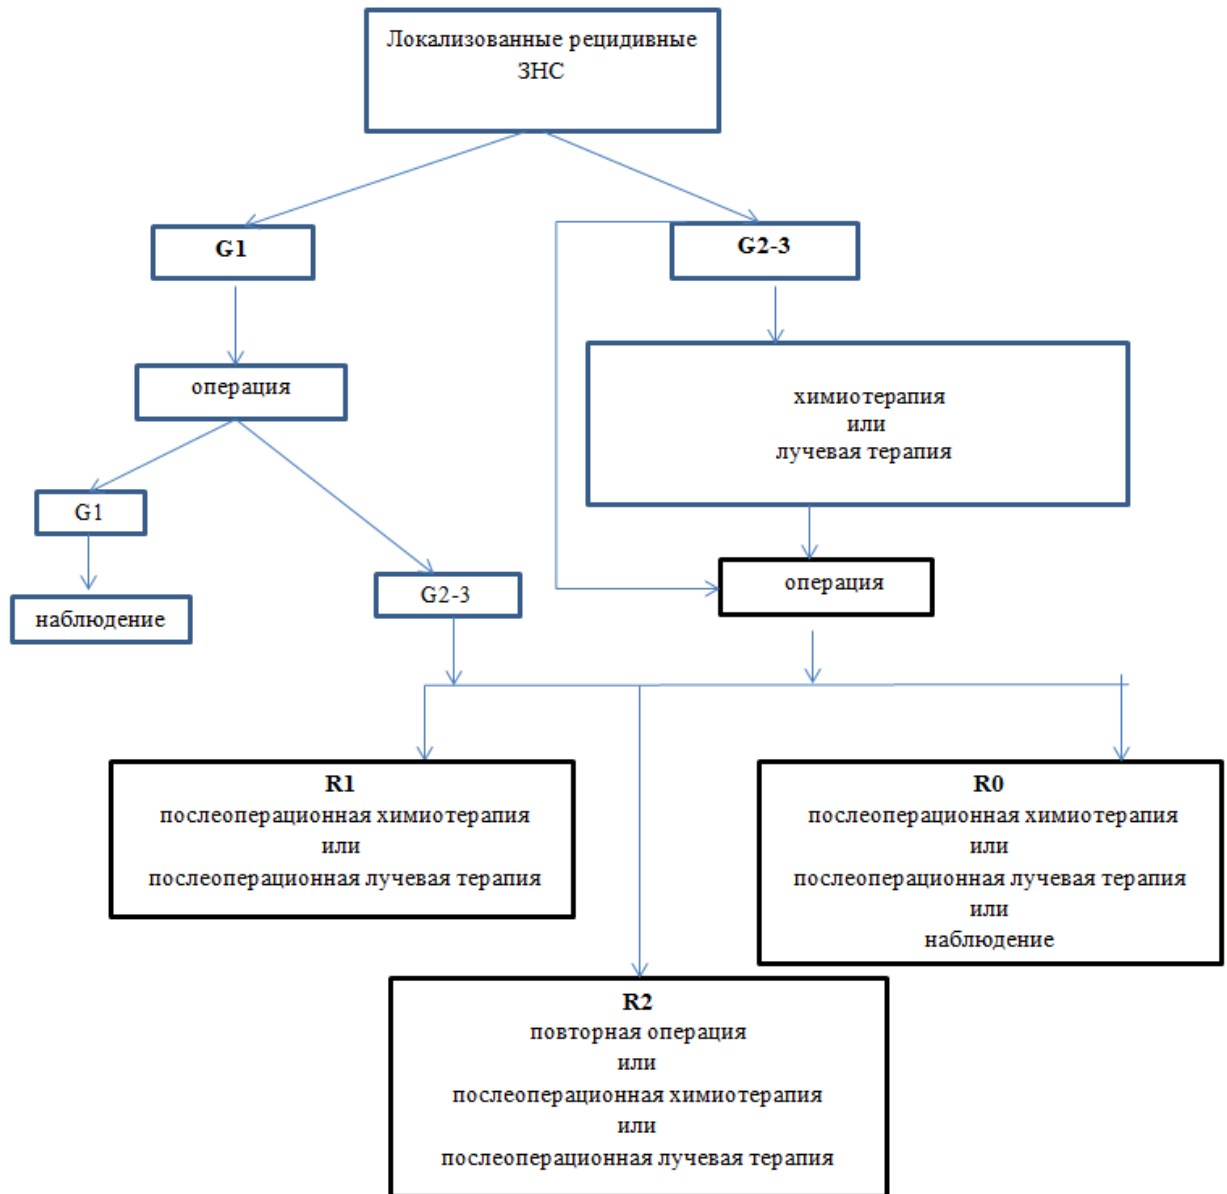 Локализованные рецидивные
ЗНС
G1
G2-3
операция
химиотерапия
или
лучевая терапия
G1
G2-3
операция
наблюдение
R1
послеоперационная химиотерапия
или
послеоперационная лучевая терапия
R0
послеоперационная химиотерапия
или
послеоперационная лучевая терапия
или
наблюдение
R2
повторная операция
или
послеоперационная химиотерапия
или
послеоперационная лучевая терапия